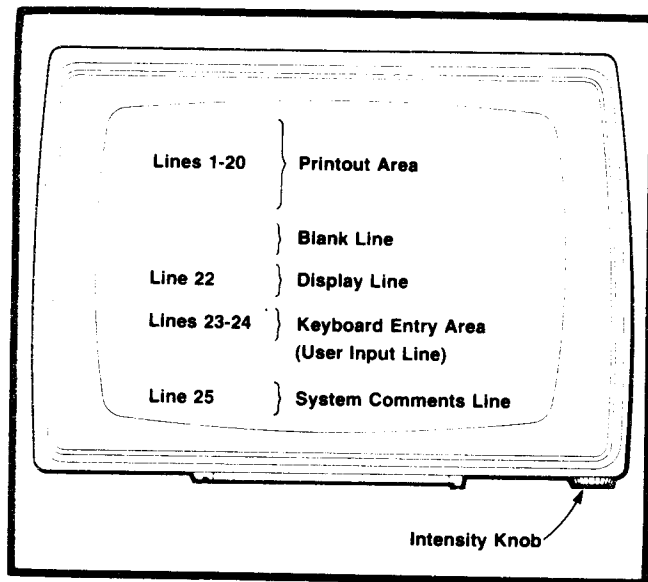 Lines 1-20 Printout Area
Blank Line
Line 22 Display Line
Lines 23-24 Keyboard Entry Area
(User Input Line)
Line 25 System Comments Line
Intensity Knob